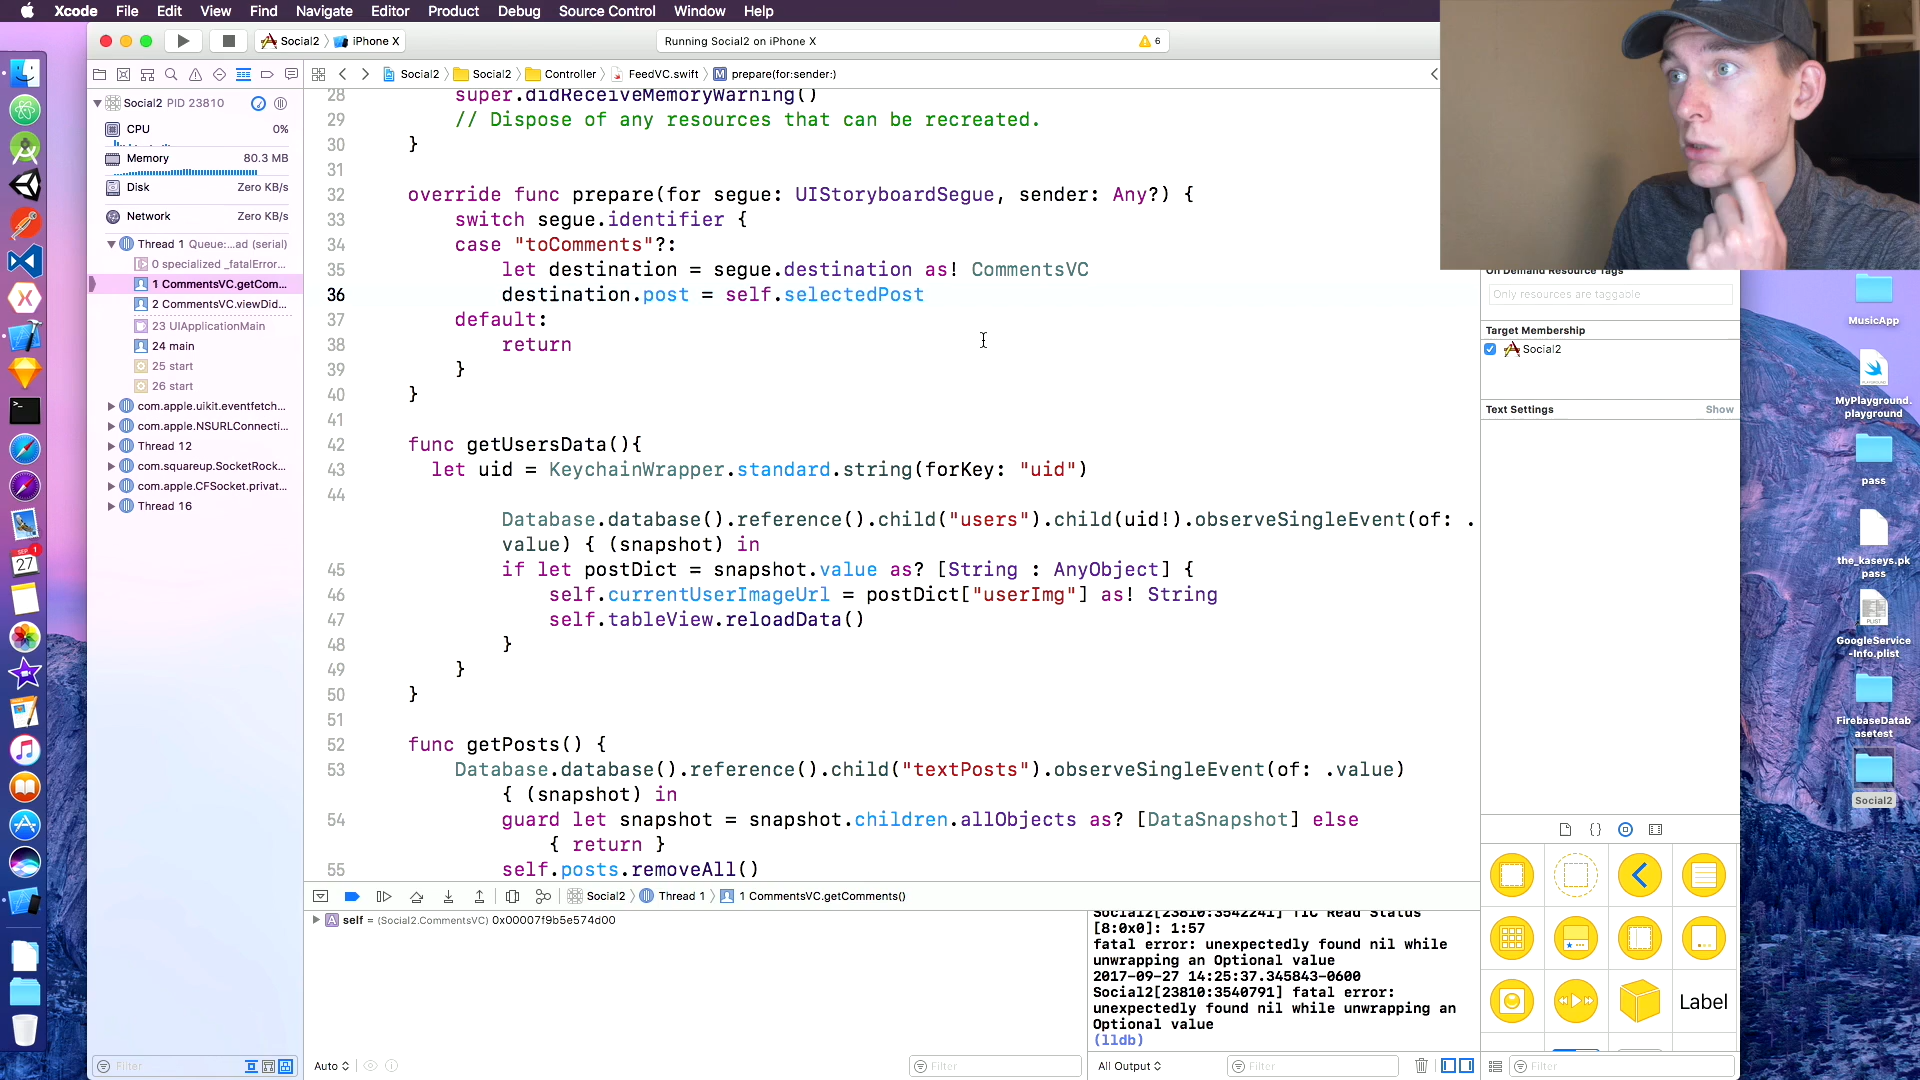 Xcode File Edit View Find Navigate Editor Product Debug Source Control Window Help
Social2 iPhone X
Running Social2 on iPhone X
6
Social2 Social2 Controller FeedVC.swift M prepare(for:sender:)
Social2 PID 23810
CPU 0%
Memory 80.3 MB
Disk Zero KB/s
Network Zero KB/s
Thread 1 Queue:...ad (serial)
0 specialized _fatalError...
1 CommentsVC.getCom...
2 CommentsVC.viewDid...
23 UIApplicationMain
24 main
25 start
26 start
com.apple.uikit.eventfetch...
com.apple.NSURLConnecti...
Thread 12
com.squareup.SocketRock...
com.apple.CFSocket.privat...
Thread 16
Filter
28 super.didReceiveMemoryWarning()
29 // Dispose of any resources that can be recreated.
30 }
31
32 override func prepare(for segue: UIStoryboardSegue, sender: Any?) {
33 switch segue.identifier {
34 case "toComments"?:
35 let destination = segue.destination as! CommentsVC
36 destination.post = self.selectedPost
37 default:
38 return
39 }
40 }
41
42 func getUsersData(){
43 let uid = KeychainWrapper.standard.string(forKey: "uid")
44
Database.database().reference().child("users").child(uid!).observeSingleEvent(of: .
value) { (snapshot) in
45 if let postDict = snapshot.value as? [String : AnyObject] {
46 self.currentUserImageUrl = postDict["userImg"] as! String
47 self.tableView.reloadData()
48 }
49 }
50 }
51
52 func getPosts() {
53 Database.database().reference().child("textPosts").observeSingleEvent(of: .value)
{ (snapshot) in
54 guard let snapshot = snapshot.children.allObjects as? [DataSnapshot] else
{ return }
55 self.posts.removeAll()
Social2 Thread 1 1 CommentsVC.getComments()
A self = (Social2.CommentsVC) 0x00007f9b5e574d00
Auto
Filter
Social2[23810:3542241] TIC Read Status
[8:0x0]: 1:57
fatal error: unexpectedly found nil while
unwrapping an Optional value
2017-09-27 14:25:37.345843-0600
Social2[23810:3540791] fatal error:
unexpectedly found nil while unwrapping an
Optional value
(lldb)
All Output
Filter
On Demand Resource Tags
Only resources are taggable
Target Membership
Social2
Text Settings Show
Label
Filter
MusicApp
MyPlayground.
playground
pass
the_kaseys.pk
pass
GoogleService
-Info.plist
FirebaseDatab
asetest
Social2
SEP 1
27
PLIST